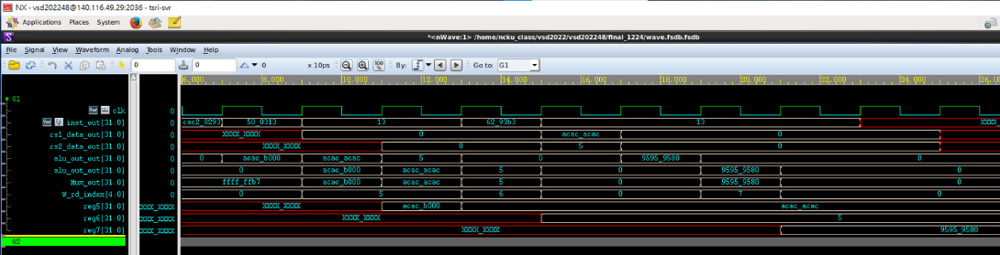 NX - vsd202248@140.116.49.29:2036 - tsri-svr
Applications Places System
*<nWave:1> /home/ncku_class/vsd2022/vsd202248/final_1224/wave.fsdb.fsdb
File Signal View Waveform Analog Tools Window Help
0 0 0 x 10ps 100 By: Go to: G1
6,000 8,000 10,000 12,000 14,000 16,000 18,000 20,000 22,000 24,000 26,0
G1
clk 0
inst_out[31:0] 0 cac2_8293 50_0313 13 62_93b3 13 XXXX_
rs1_data_out[31:0] 0 XXXX_XXXX 0 acac_acac 0
rs2_data_out[31:0] 0 XXXX_XXXX 0 5 0
alu_out_out[31:0] 0 0 acac_b000 acac_acac 5 0 9595_9580 0
alu_out_out[31:0] 0 0 acac_b000 acac_acac 5 0 9595_9580 0
Mux_out[31:0] 0 ffff_ffb7 acac_b000 acac_acac 5 0 9595_9580 0
W_rd_index[4:0] 0 0 5 6 0 7 0
reg5[31:0] XXXX_XXXX XXXX_XXXX acac_b000 acac_acac
reg6[31:0] XXXX_XXXX XXXX_XXXX 5
reg7[31:0] XXXX_XXXX XXXX_XXXX 9595_9580
G2